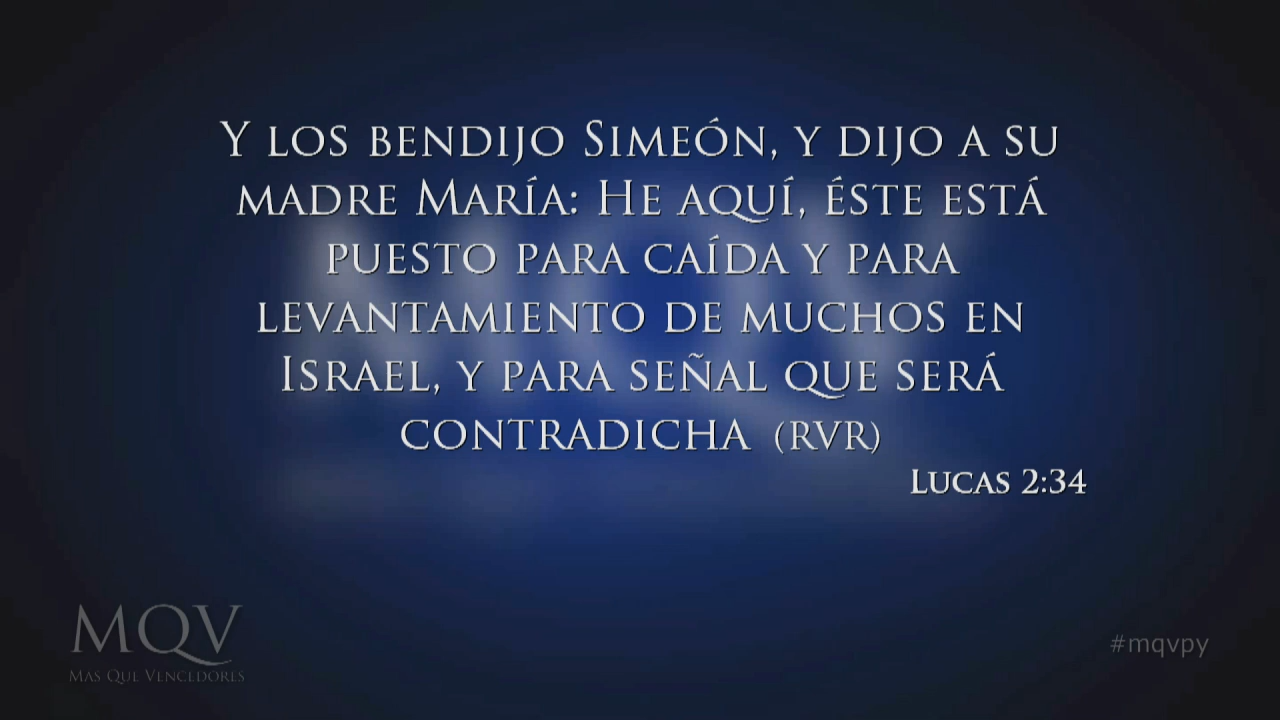 Y los bendijo Simeón, y dijo a su
madre María: He aquí, éste está
puesto para caída y para
levantamiento de muchos en
Israel, y para señal que será
contradicha (RVR)
Lucas 2:34
MQV
Mas Que Vencedores
#mqvpy